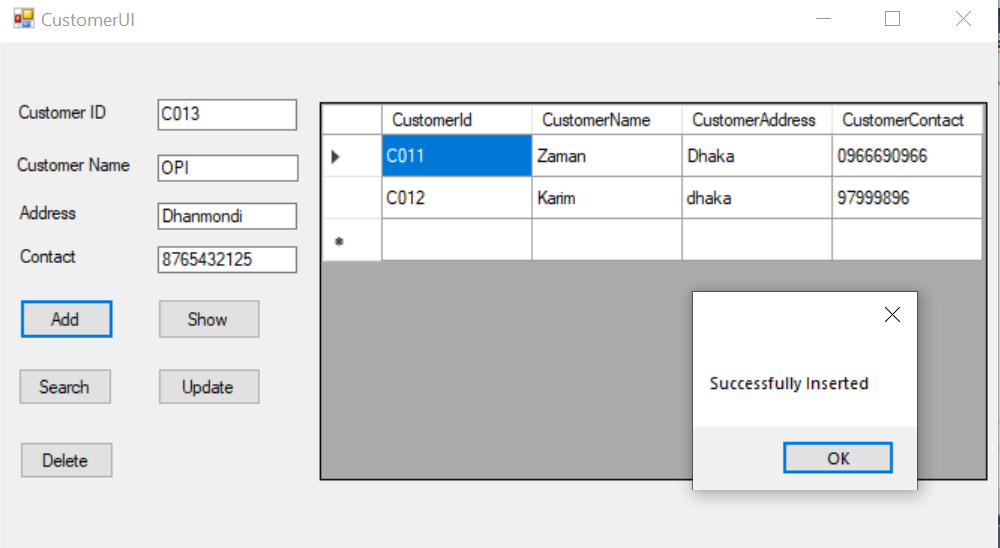 CustomerUI
Customer ID C013
Customer Name OPI
Address Dhanmondi
Contact 8765432125
Add Show
Search Update
Delete
CustomerId CustomerName CustomerAddress CustomerContact
C011 Zaman Dhaka 0966690966
C012 Karim dhaka 97999896
Successfully Inserted
OK